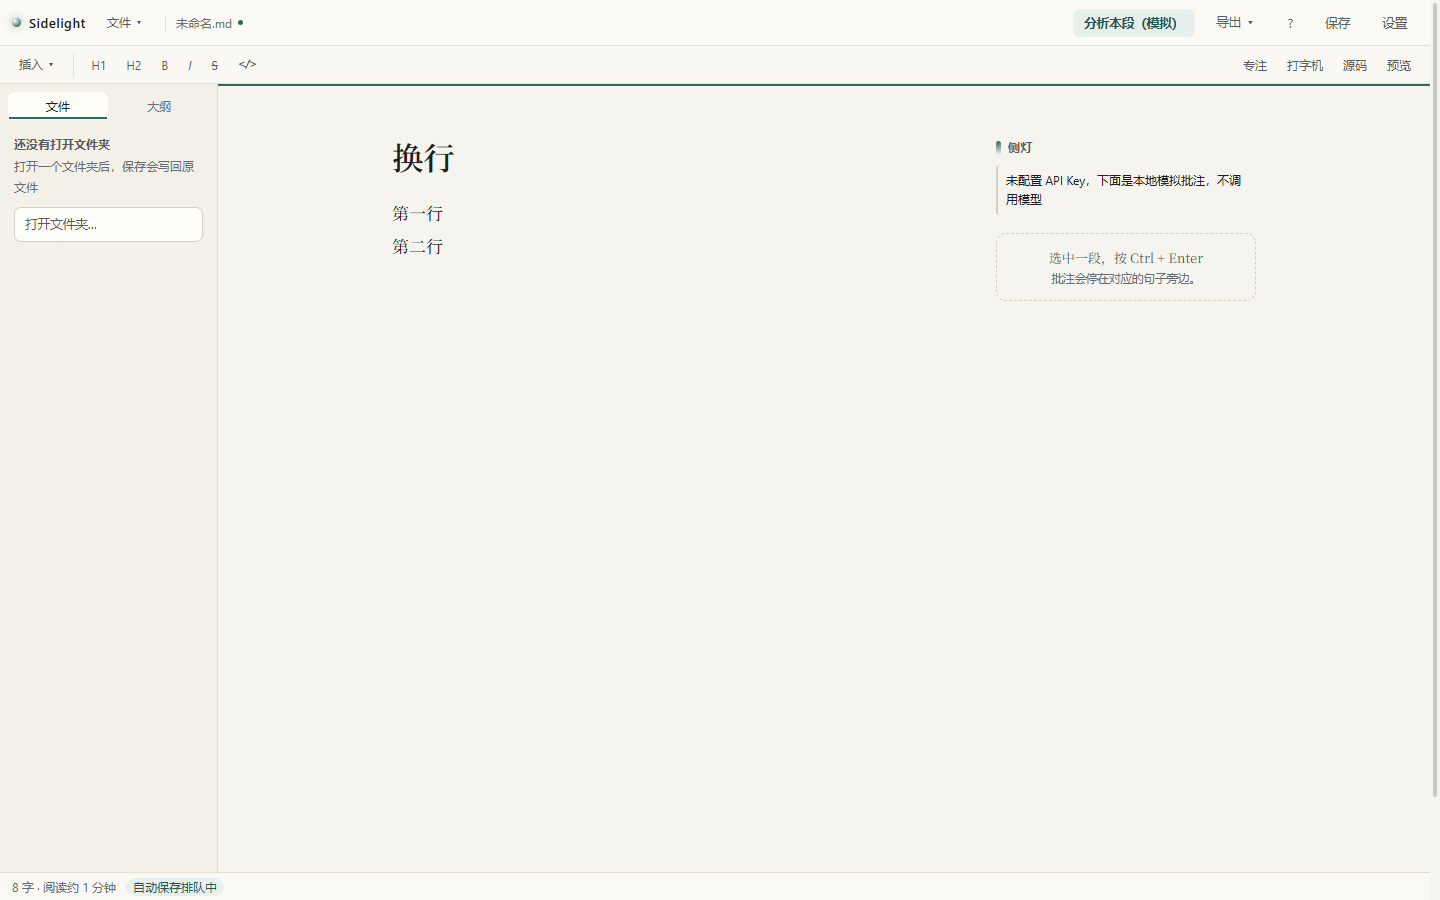 Sidelight 文件 未命名.md 分析本段（模拟） 导出 ? 保存 设置
插入 H1 H2 B I S </> 专注 打字机 源码 预览
文件 大纲
还没有打开文件夹
打开一个文件夹后，保存会写回原
文件
打开文件夹...
换行
第一行
第二行
侧灯
未配置 API Key，下面是本地模拟批注，不调
用模型
选中一段，按 Ctrl + Enter
批注会停在对应的句子旁边。
8 字 · 阅读约 1 分钟 自动保存排队中